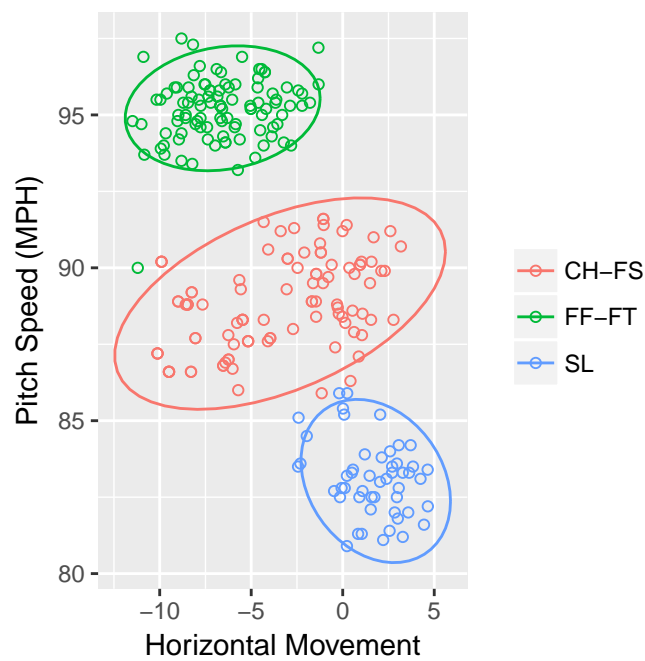 95
90
85
80
−10 −5 0 5
Horizontal Movement
Pitch Speed (MPH)
CH−FS
FF−FT
SL